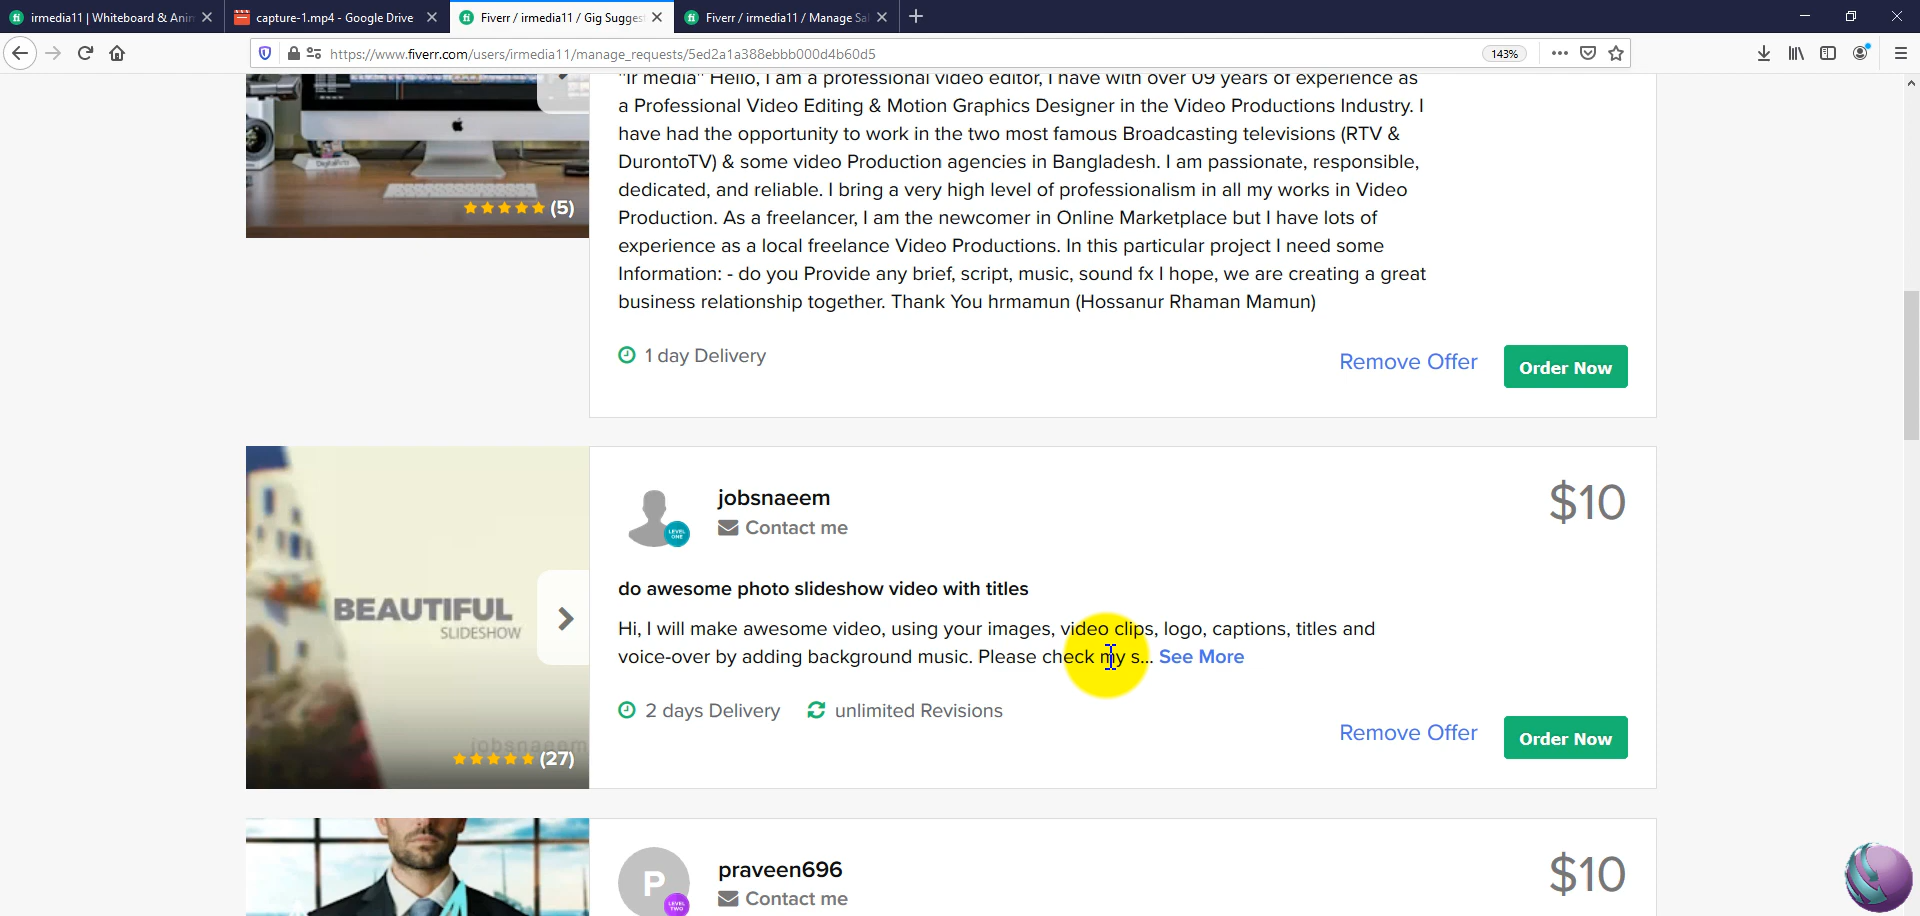 irmedia11 | Whiteboard & Anim
capture-1.mp4 - Google Drive
Fiverr / irmedia11 / Gig Sugges
Fiverr / irmedia11 / Manage Sal
https://www.fiverr.com/users/irmedia11/manage_requests/5ed2a1a388ebbb000d4b60d5
143%
"ir media" Hello, I am a professional video editor, I have with over 09 years of experience as
a Professional Video Editing & Motion Graphics Designer in the Video Productions Industry. I
have had the opportunity to work in the two most famous Broadcasting televisions (RTV &
DurontoTV) & some video Production agencies in Bangladesh. I am passionate, responsible,
dedicated, and reliable. I bring a very high level of professionalism in all my works in Video
Production. As a freelancer, I am the newcomer in Online Marketplace but I have lots of
experience as a local freelance Video Productions. In this particular project I need some
Information: - do you Provide any brief, script, music, sound fx I hope, we are creating a great
business relationship together. Thank You hrmamun (Hossanur Rhaman Mamun)
(5)
1 day Delivery
Remove Offer
Order Now
BEAUTIFUL
SLIDESHOW
jobsnaeem
(27)
jobsnaeem
$10
LEVEL
ONE
Contact me
do awesome photo slideshow video with titles
Hi, I will make awesome video, using your images, video clips, logo, captions, titles and
voice-over by adding background music. Please check my s... See More
2 days Delivery
unlimited Revisions
Remove Offer
Order Now
P
LEVEL
TWO
praveen696
$10
Contact me